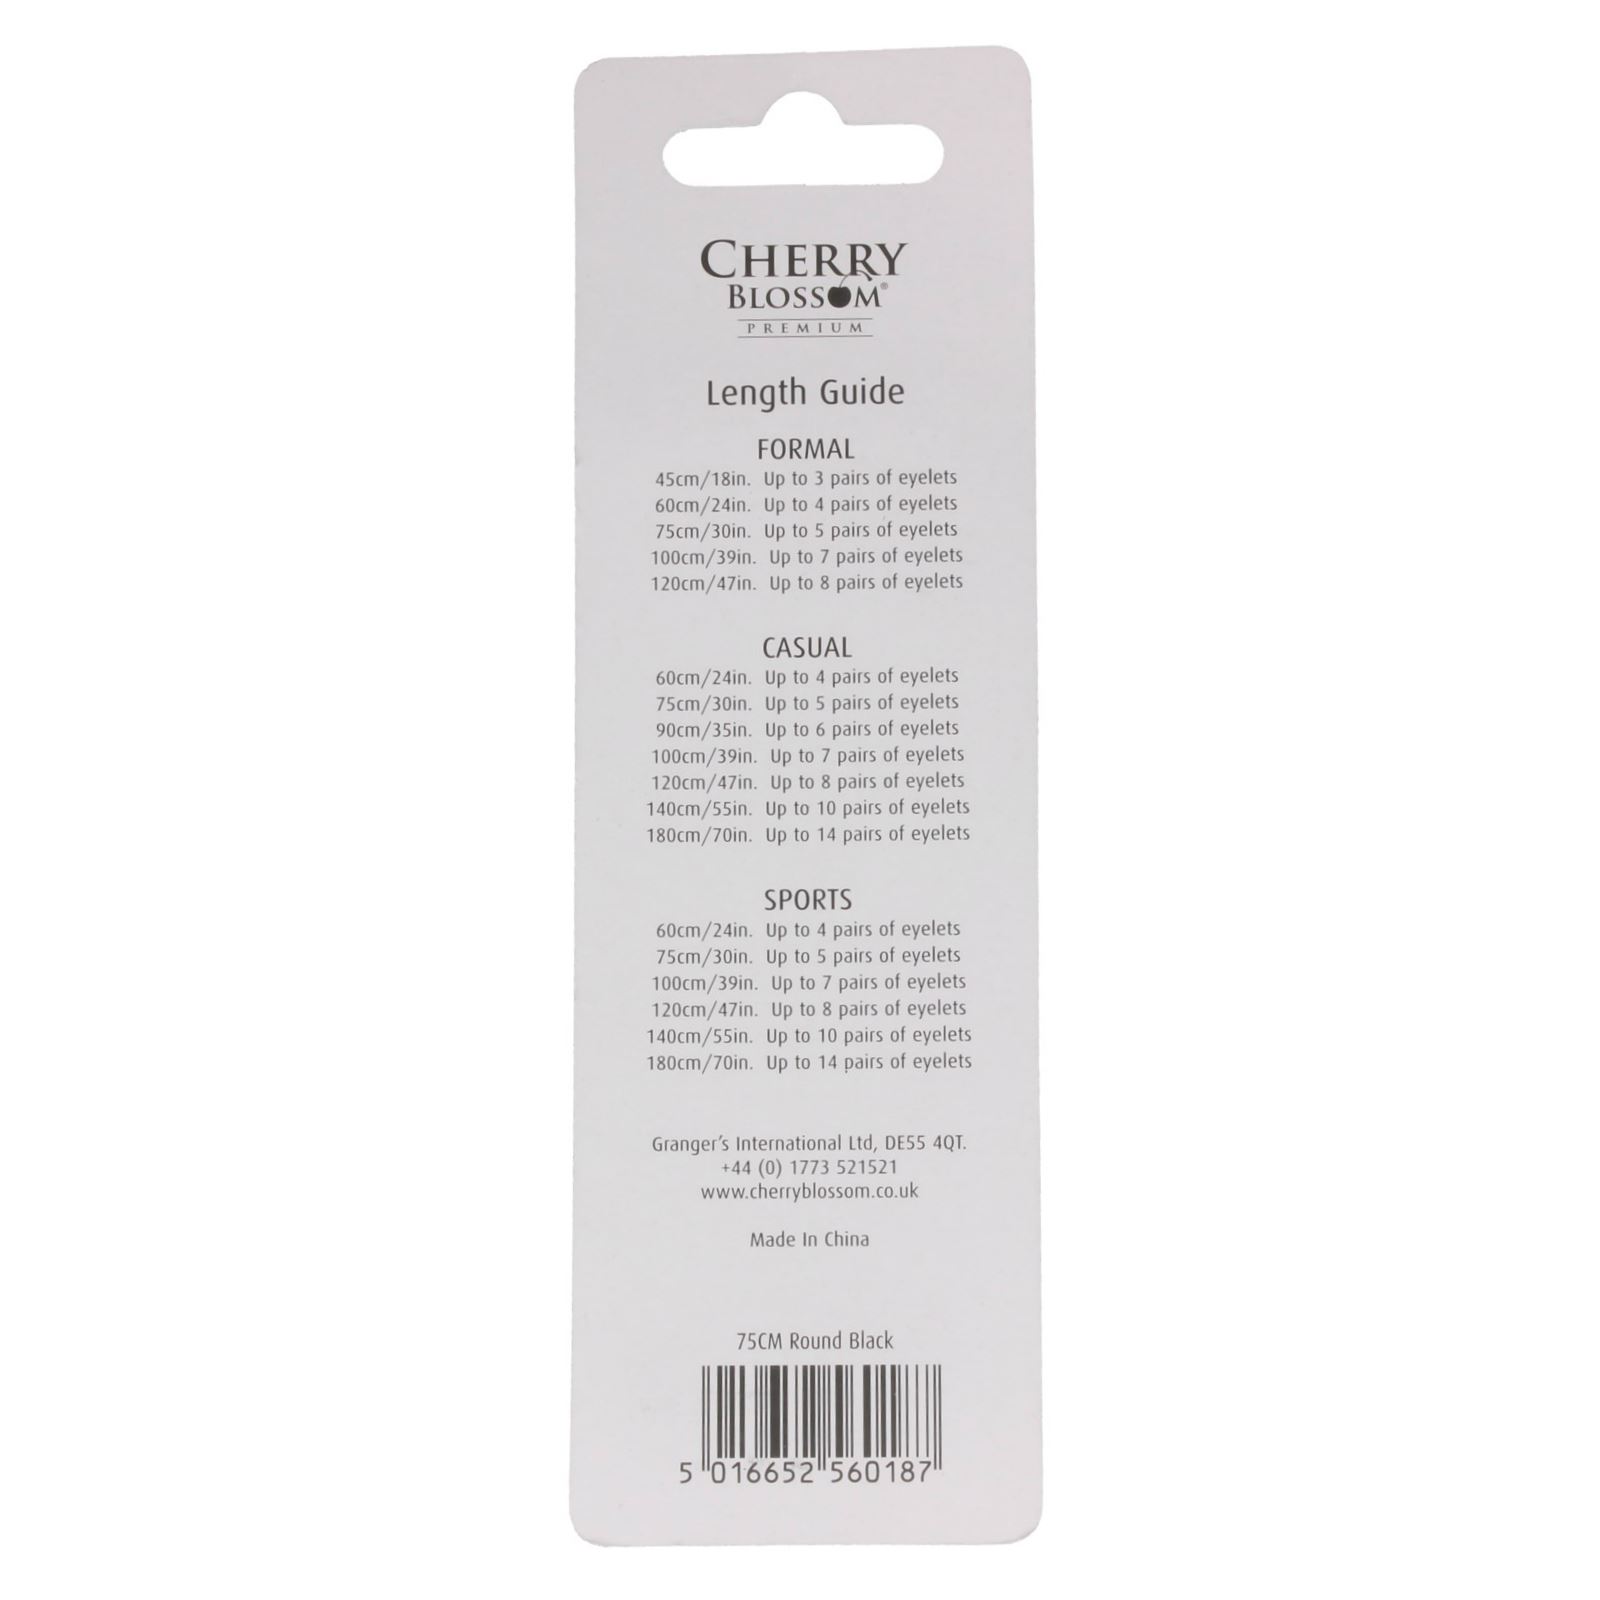 CHERRY
BLOSSOM®
PREMIUM
Length Guide
FORMAL
45cm/18in. Up to 3 pairs of eyelets
60cm/24in. Up to 4 pairs of eyelets
75cm/30in. Up to 5 pairs of eyelets
100cm/39in. Up to 7 pairs of eyelets
120cm/47in. Up to 8 pairs of eyelets
CASUAL
60cm/24in. Up to 4 pairs of eyelets
75cm/30in. Up to 5 pairs of eyelets
90cm/35in. Up to 6 pairs of eyelets
100cm/39in. Up to 7 pairs of eyelets
120cm/47in. Up to 8 pairs of eyelets
140cm/55in. Up to 10 pairs of eyelets
180cm/70in. Up to 14 pairs of eyelets
SPORTS
60cm/24in. Up to 4 pairs of eyelets
75cm/30in. Up to 5 pairs of eyelets
100cm/39in. Up to 7 pairs of eyelets
120cm/47in. Up to 8 pairs of eyelets
140cm/55in. Up to 10 pairs of eyelets
180cm/70in. Up to 14 pairs of eyelets
Granger's International Ltd, DE55 4QT.
+44 (0) 1773 521521
www.cherryblossom.co.uk
Made In China
75CM Round Black
5 016652 560187